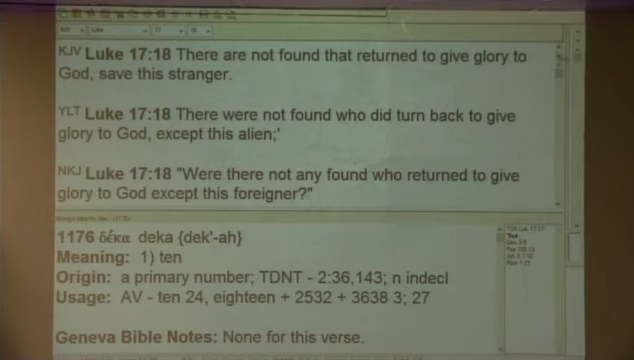 KJV Luke 17:18 There are not found that returned to give glory to
God, save this stranger.
YLT Luke 17:18 There were not found who did turn back to give
glory to God, except this alien;'
NKJ Luke 17:18 "Were there not any found who returned to give
glory to God except this foreigner?"
1176 δέκα deka {dek'-ah}
Meaning: 1) ten
Origin: a primary number; TDNT - 2:36,143; n indecl
Usage: AV - ten 24, eighteen + 2532 + 3638 3; 27
Geneva Bible Notes: None for this verse.